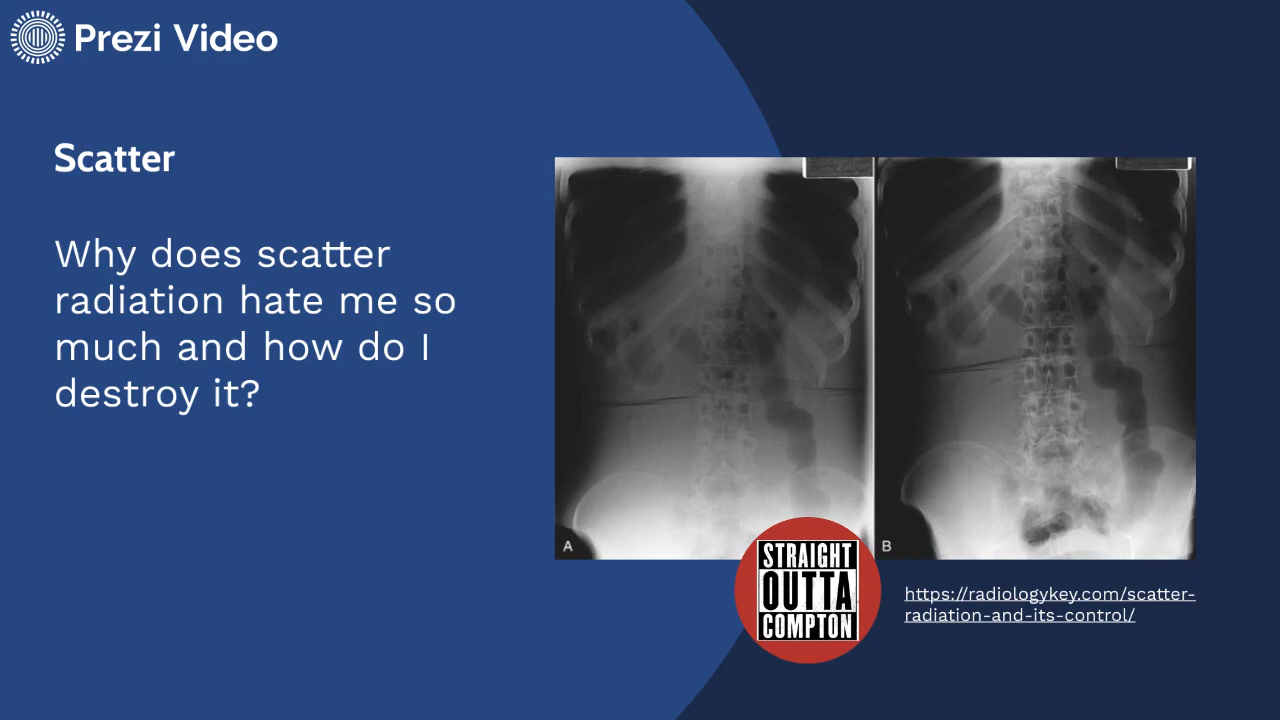 Prezi Video
Scatter
Why does scatter
radiation hate me so
much and how do I
destroy it?
A
B
STRAIGHT
OUTTA
COMPTON
https://radiologykey.com/scatter-
radiation-and-its-control/